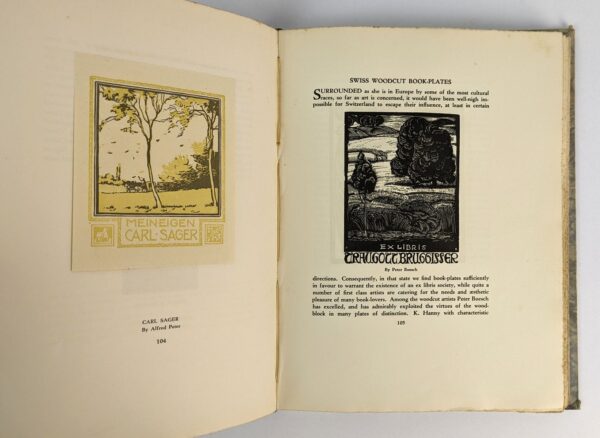 MEIN EIGEN
CARL·SAGER
CARL SAGER
By Alfred Peter
104
SWISS WOODCUT BOOK-PLATES
SURROUNDED as she is in Europe by some of the most cultural
races, so far as art is concerned, it would have been well-nigh im-
possible for Switzerland to escape their influence, at least in certain
EX LIBRIS
TRAUGOTT BRUGGISSER
By Peter Boesch
directions. Consequently, in that state we find book-plates sufficiently
in favour to warrant the existence of an ex libris society, while quite a
number of first class artists are catering for the needs and æsthetic
pleasure of many book-lovers. Among the woodcut artists Peter Boesch
has excelled, and has admirably exploited the virtues of the wood-
block in many plates of distinction. K. Hanny with characteristic
105